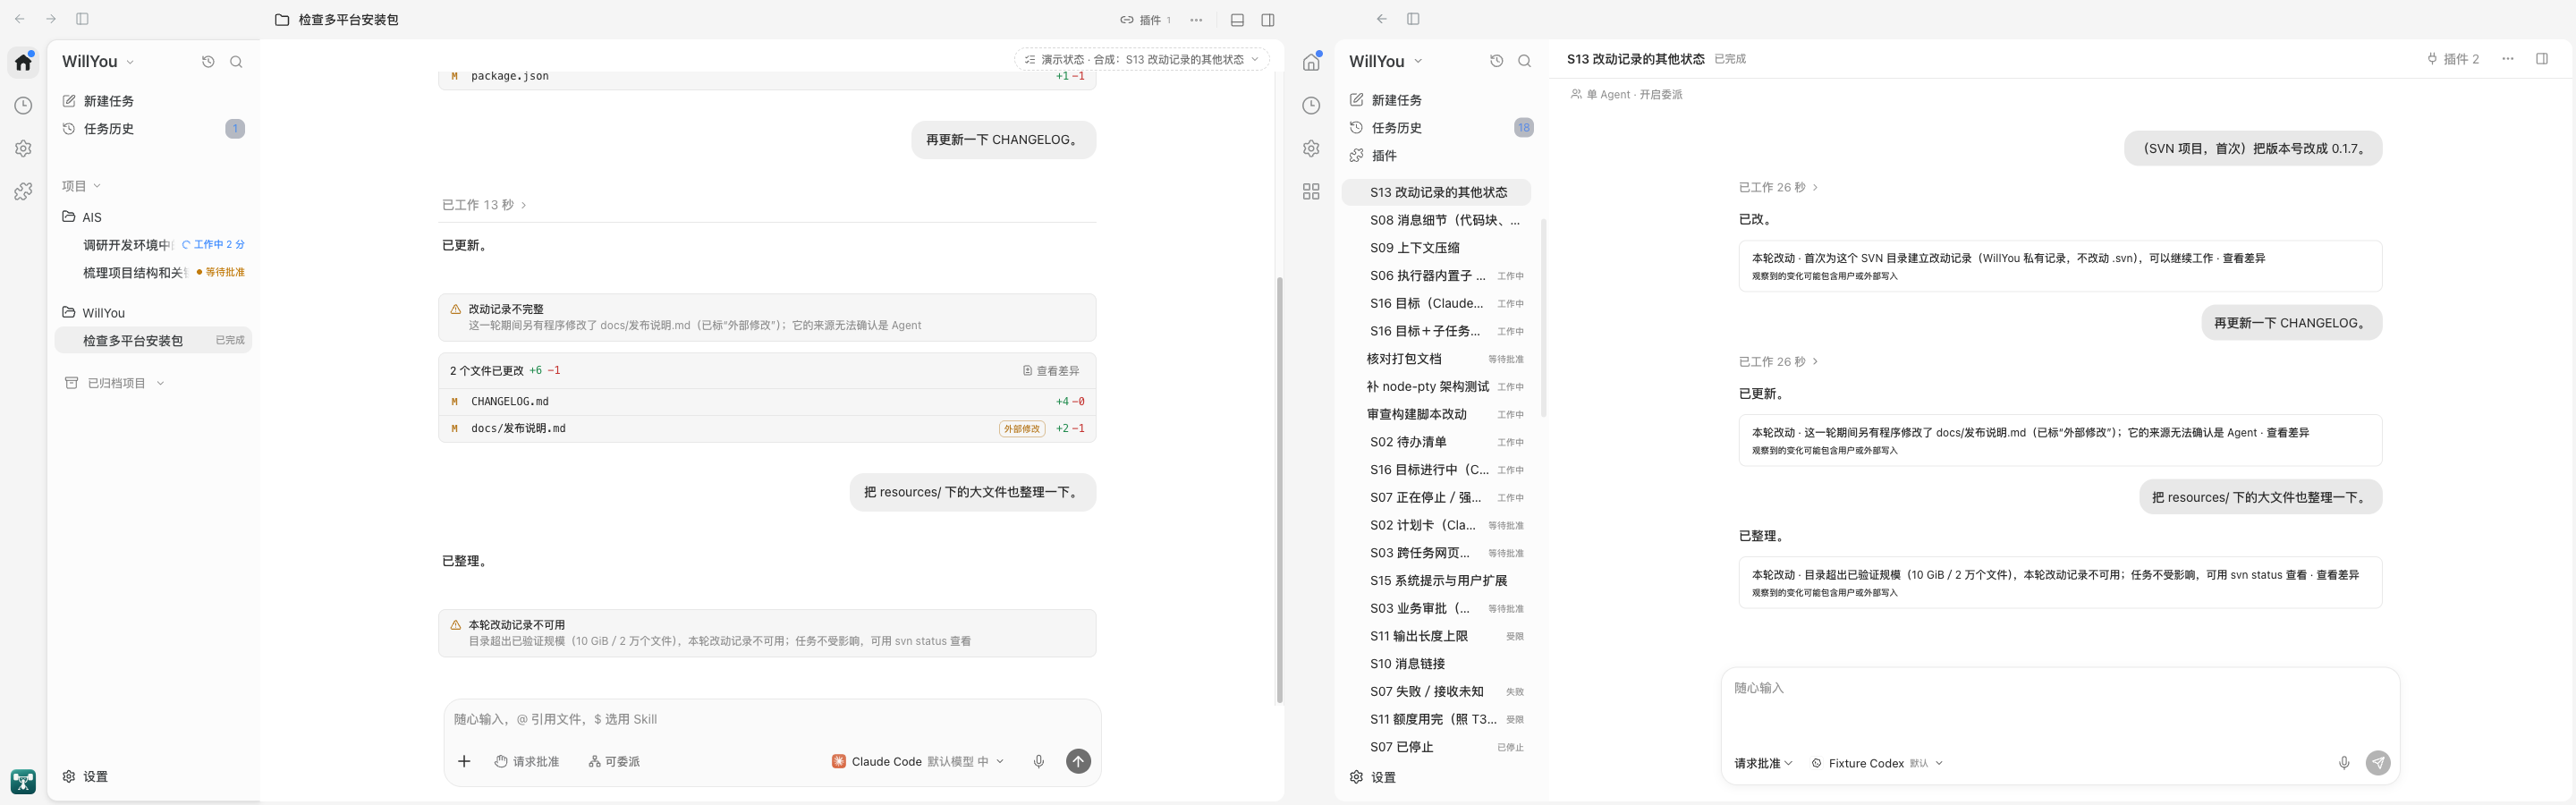 检查多平台安装包
插件 1
WillYou
新建任务
任务历史
1
项目
AIS
调研开发环境中
工作中 2 分
梳理项目结构和关
等待批准
WillYou
检查多平台安装包
已完成
已归档项目
设置
演示状态 · 合成：S13 改动记录的其他状态
M package.json +1 −1
再更新一下 CHANGELOG。
已工作 13 秒
已更新。
改动记录不完整
这一轮期间另有程序修改了 docs/发布说明.md（已标“外部修改”）；它的来源无法确认是 Agent
2 个文件已更改 +6 −1 查看差异
M CHANGELOG.md +4 −0
M docs/发布说明.md 外部修改 +2 −1
把 resources/ 下的大文件也整理一下。
已整理。
本轮改动记录不可用
目录超出已验证规模（10 GiB / 2 万个文件），本轮改动记录不可用；任务不受影响，可用 svn status 查看
随心输入，@ 引用文件，$ 选用 Skill
请求批准 可委派 Claude Code 默认模型 中
WillYou
新建任务
任务历史 18
插件
S13 改动记录的其他状态
S08 消息细节（代码块、...
S09 上下文压缩
S06 执行器内置子 ... 工作中
S16 目标（Claude... 工作中
S16 目标＋子任务... 工作中
核对打包文档 等待批准
补 node-pty 架构测试 工作中
审查构建脚本改动 工作中
S02 待办清单 工作中
S16 目标进行中（C... 工作中
S07 正在停止 / 强... 工作中
S02 计划卡（Cla... 等待批准
S03 跨任务网页... 等待批准
S15 系统提示与用户扩展
S03 业务审批（... 等待批准
S11 输出长度上限 受限
S10 消息链接
S07 失败 / 接收未知 失败
S11 额度用完（照 T3... 受限
S07 已停止 已停止
设置
S13 改动记录的其他状态 已完成
插件 2
单 Agent · 开启委派
（SVN 项目，首次）把版本号改成 0.1.7。
已工作 26 秒
已改。
本轮改动 · 首次为这个 SVN 目录建立改动记录（WillYou 私有记录，不改动 .svn），可以继续工作 · 查看差异
观察到的变化可能包含用户或外部写入
再更新一下 CHANGELOG。
已工作 26 秒
已更新。
本轮改动 · 这一轮期间另有程序修改了 docs/发布说明.md（已标“外部修改”）；它的来源无法确认是 Agent · 查看差异
观察到的变化可能包含用户或外部写入
把 resources/ 下的大文件也整理一下。
已整理。
本轮改动 · 目录超出已验证规模（10 GiB / 2 万个文件），本轮改动记录不可用；任务不受影响，可用 svn status 查看 · 查看差异
观察到的变化可能包含用户或外部写入
随心输入
请求批准 Fixture Codex 默认